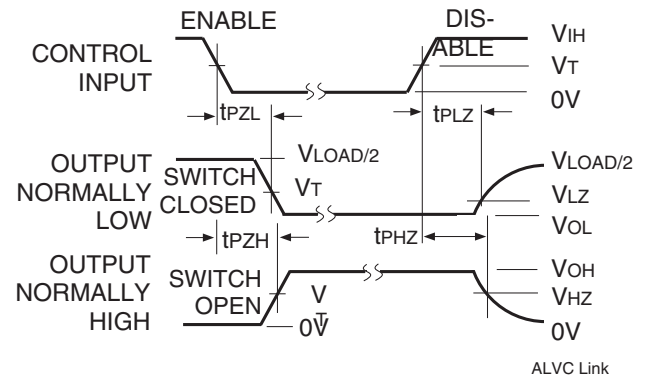 ENABLE
DIS-
ABLE
CONTROL
INPUT
VIH
VT
0V
tPZL
tPLZ
OUTPUT
NORMALLY
LOW
SWITCH
CLOSED
VLOAD/2
VT
VLOAD/2
VLZ
VOL
tPZH
tPHZ
OUTPUT
NORMALLY
HIGH
SWITCH
OPEN
V
T
0V
VOH
VHZ
0V
ALVC Link